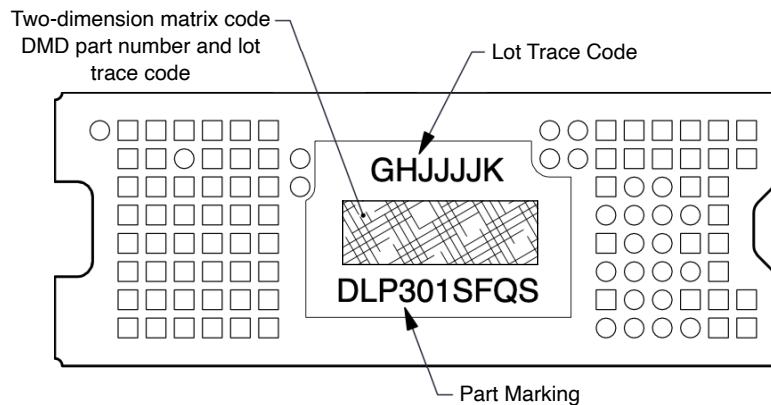 Two-dimension matrix code
DMD part number and lot
trace code
Lot Trace Code
GHJJJJK
DLP301SFQS
Part Marking